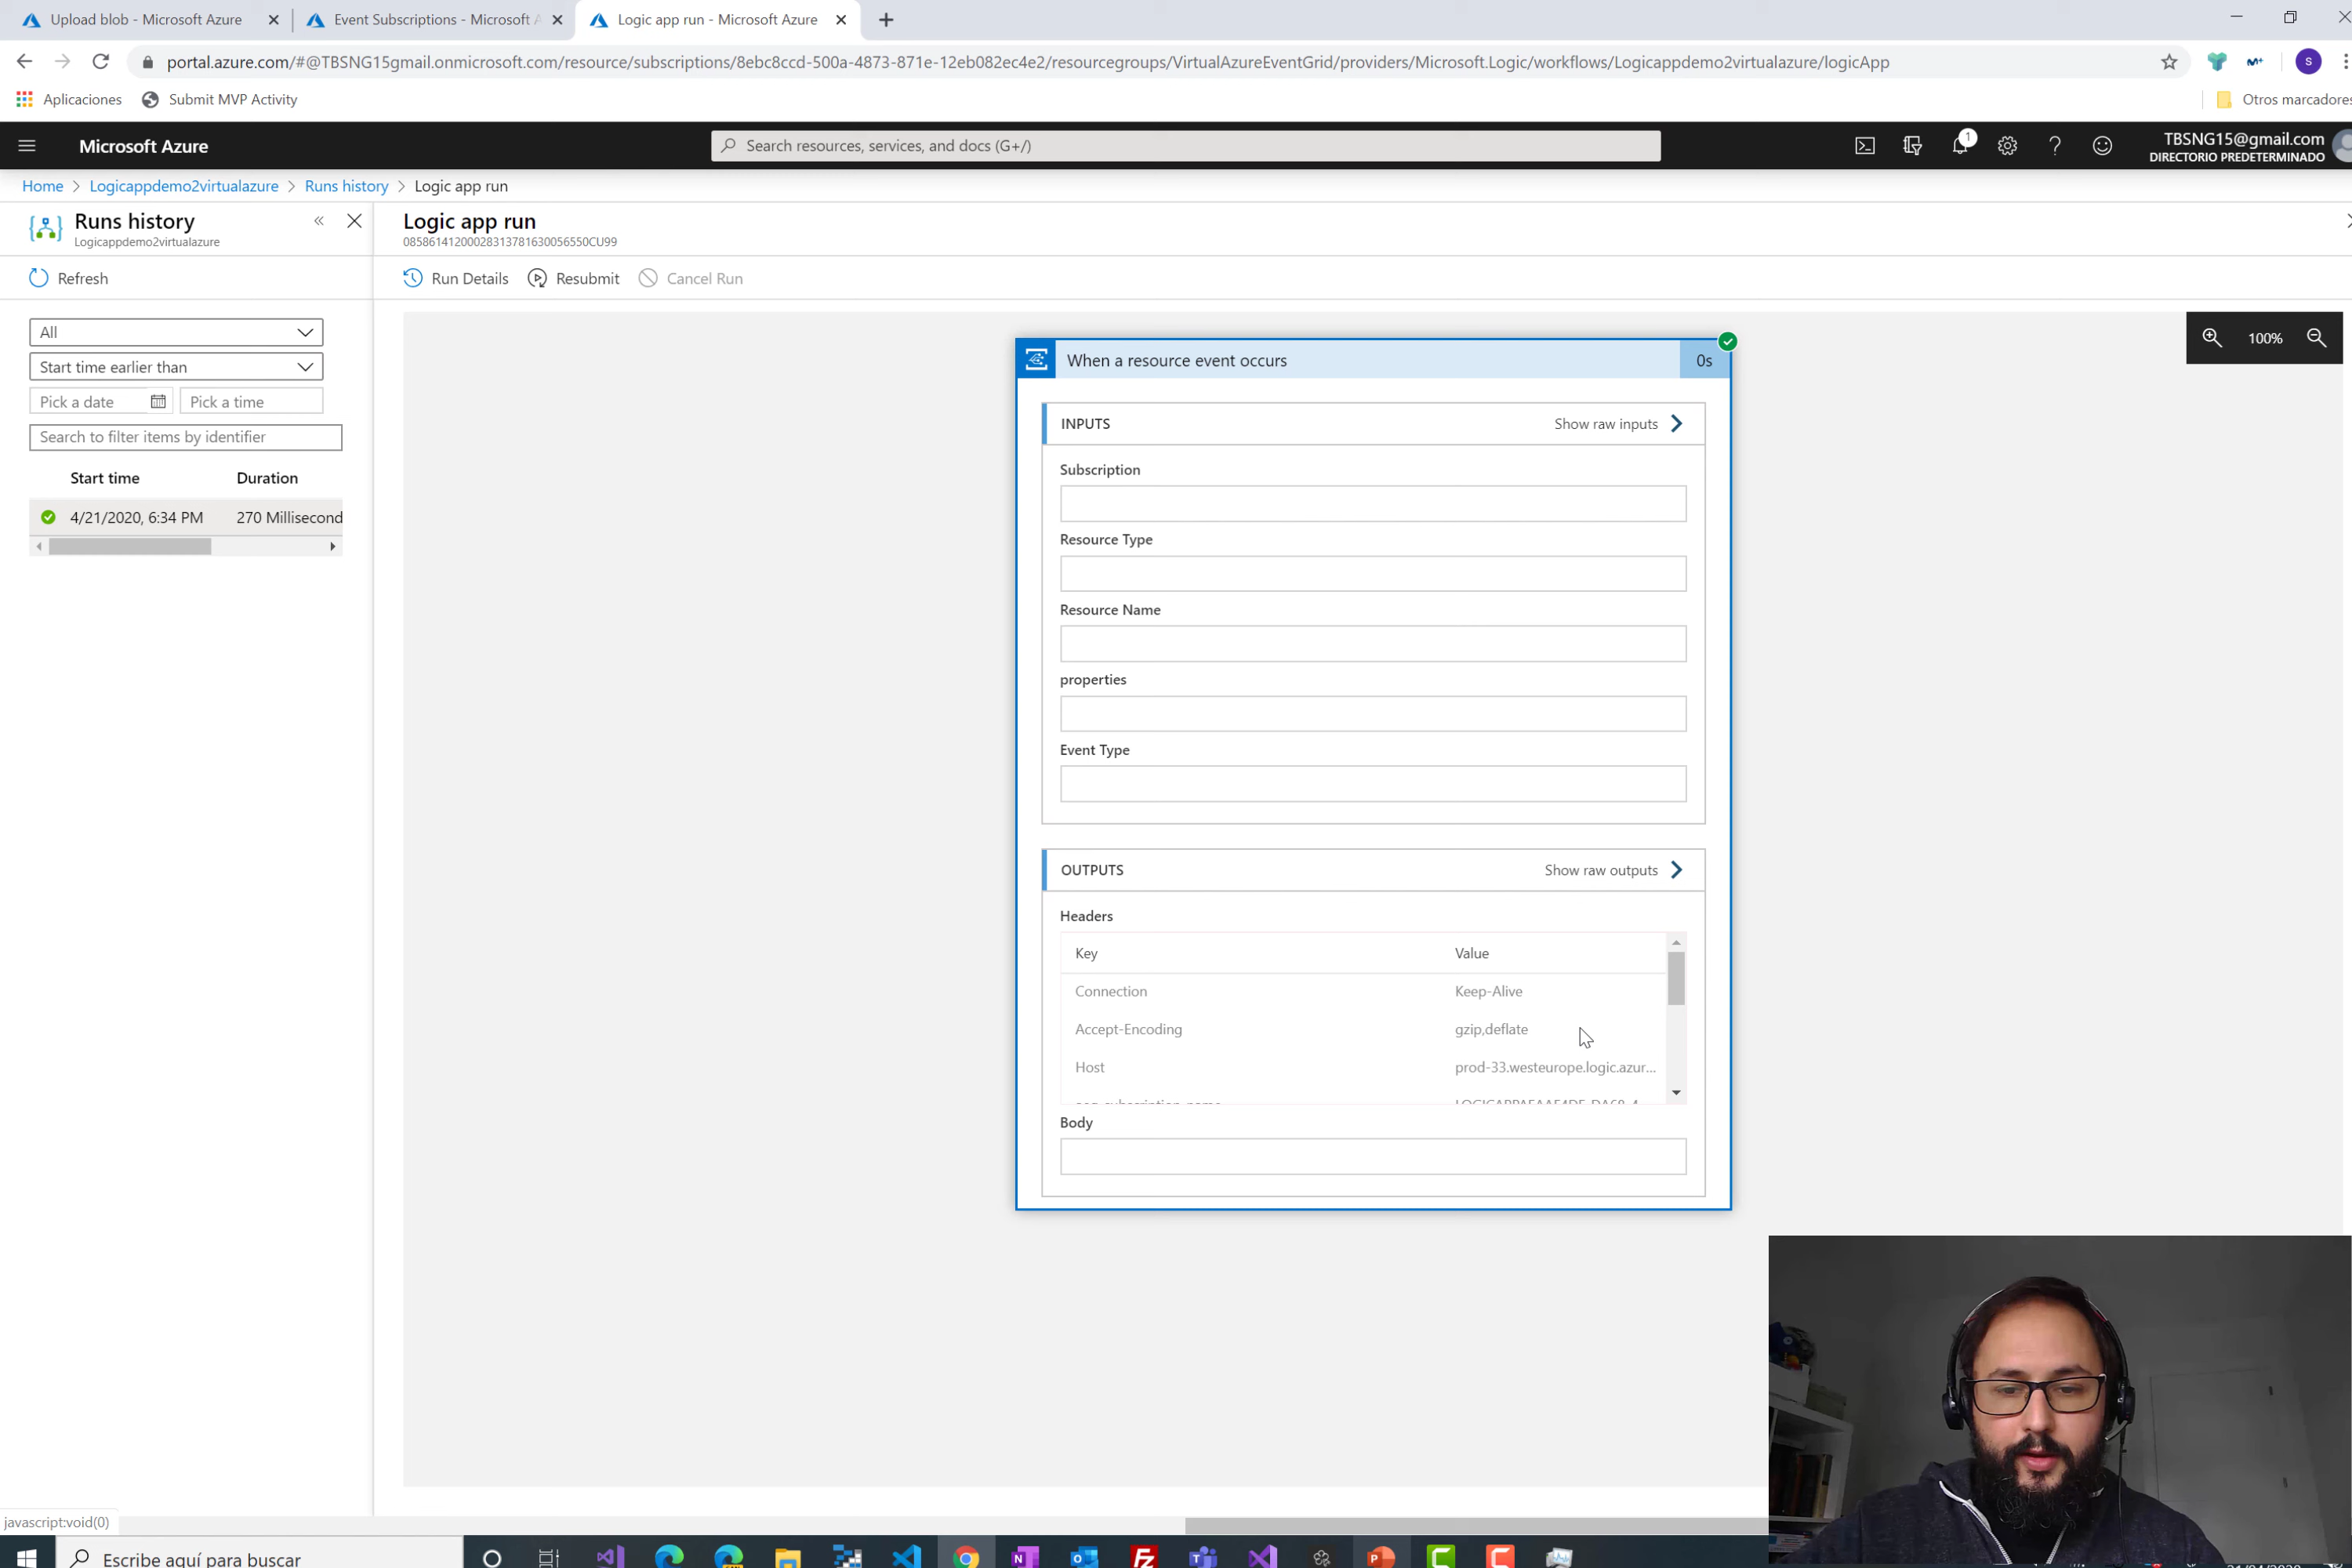 Upload blob - Microsoft Azure
Event Subscriptions - Microsoft A
Logic app run - Microsoft Azure
portal.azure.com/#@TBSNG15gmail.onmicrosoft.com/resource/subscriptions/8ebc8ccd-500a-4873-871e-12eb082ec4e2/resourcegroups/VirtualAzureEventGrid/providers/Microsoft.Logic/workflows/Logicappdemo2virtualazure/logicApp
S
Aplicaciones
Submit MVP Activity
Otros marcadores
Microsoft Azure
Search resources, services, and docs (G+/)
1
TBSNG15@gmail.com
DIRECTORIO PREDETERMINADO
Home > Logicappdemo2virtualazure > Runs history > Logic app run
Runs history
Logicappdemo2virtualazure
Logic app run
08586141200028313781630056550CU99
Refresh
Run Details
Resubmit
Cancel Run
All
Start time earlier than
Pick a date
Pick a time
Search to filter items by identifier
Start time
Duration
4/21/2020, 6:34 PM
270 Millisecond
100%
When a resource event occurs
0s
INPUTS
Show raw inputs
Subscription
Resource Type
Resource Name
properties
Event Type
OUTPUTS
Show raw outputs
Headers
Key
Value
Connection
Keep-Alive
Accept-Encoding
gzip,deflate
Host
prod-33.westeurope.logic.azur...
Body
javascript:void(0)
Escribe aquí para buscar